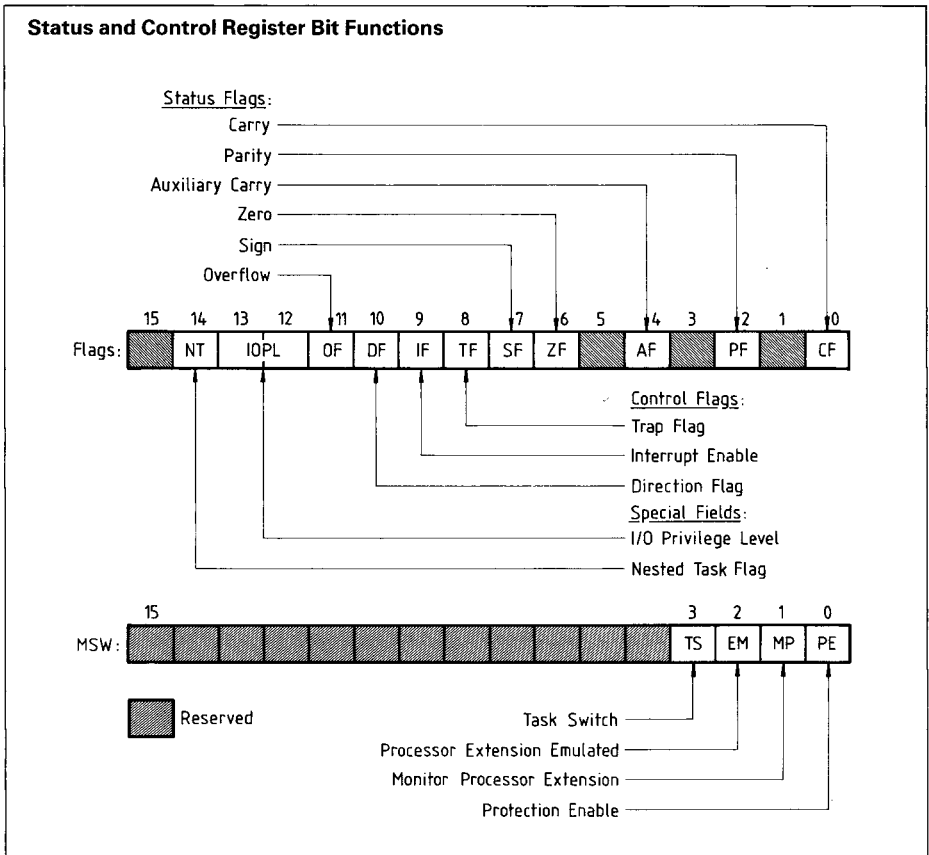 Status and Control Register Bit Functions
Status Flags:
Carry
Parity
Auxiliary Carry
Zero
Sign
Overflow
15 14 13 12 11 10 9 8 7 6 5 4 3 2 1 0
Flags: NT IOPL OF DF IF TF SF ZF AF PF CF
Control Flags:
Trap Flag
Interrupt Enable
Direction Flag
Special Fields:
I/O Privilege Level
Nested Task Flag
15 3 2 1 0
MSW: TS EM MP PE
Reserved
Task Switch
Processor Extension Emulated
Monitor Processor Extension
Protection Enable